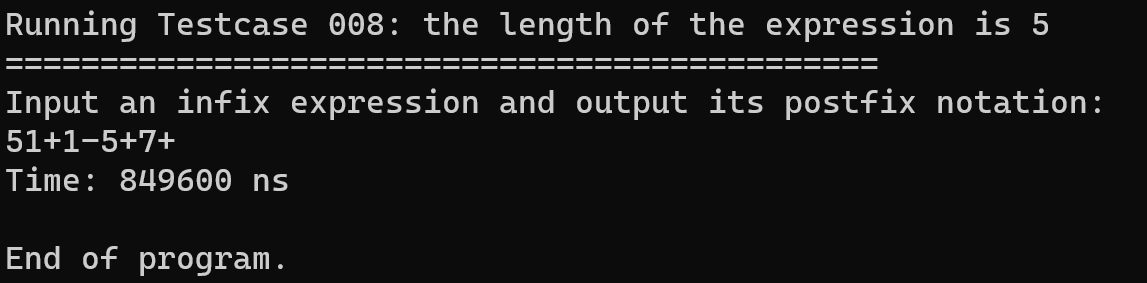 Running Testcase 008: the length of the expression is 5
==============================================
Input an infix expression and output its postfix notation:
51+1-5+7+
Time: 849600 ns
End of program.